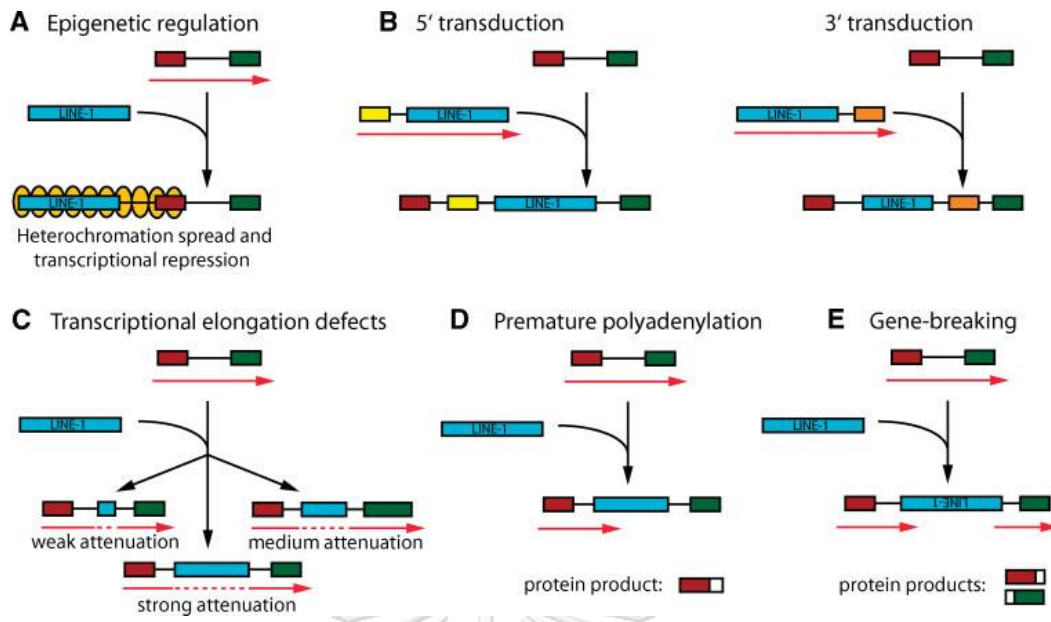 A Epigenetic regulation
LINE-1
LINE-1
Heterochromation spread and
transcriptional repression
B 5‘ transduction
LINE-1
LINE-1
3‘ transduction
LINE-1
LINE-1
C Transcriptional elongation defects
LINE-1
weak attenuation
medium attenuation
strong attenuation
D Premature polyadenylation
LINE-1
protein product:
E Gene-breaking
LINE-1
LINE-1
protein products: